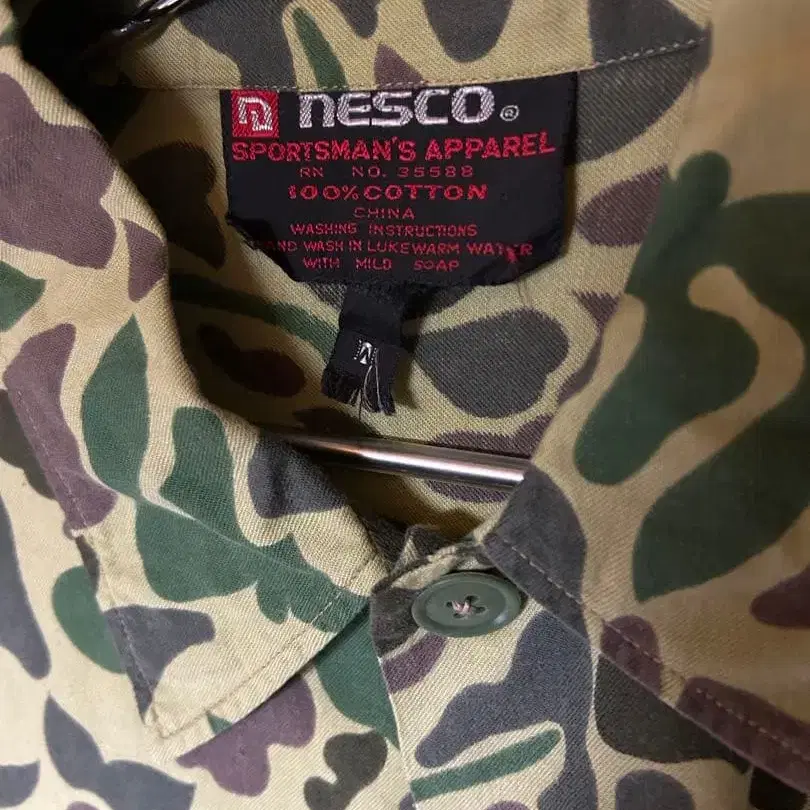 nesco®
SPORTSMAN'S APPAREL
RN NO. 35588
100% COTTON
CHINA
WASHING INSTRUCTIONS
HAND WASH IN LUKEWARM WATER
WITH MILD SOAP